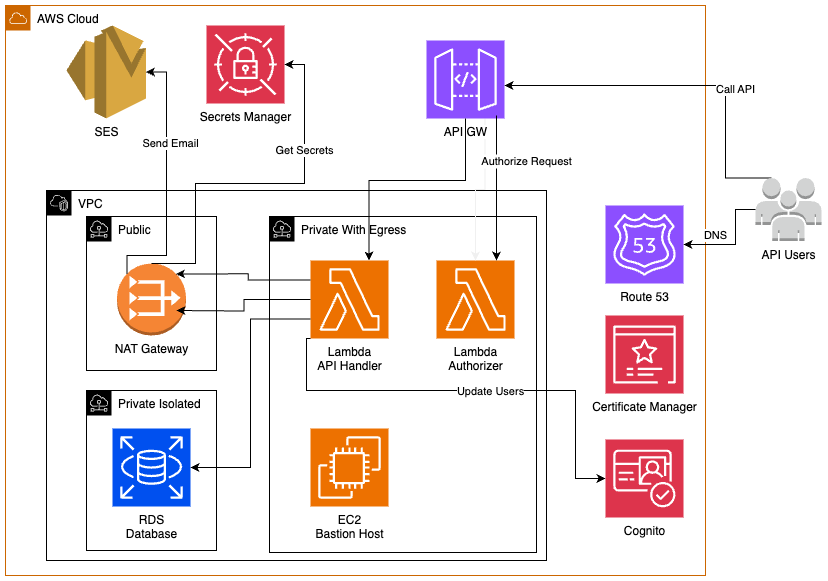 AWS Cloud
SES
Secrets Manager
API GW
Call API
Send Email
Get Secrets
Authorize Request
VPC
Public
Private With Egress
53
DNS
API Users
Route 53
NAT Gateway
Lambda
API Handler
Lambda
Authorizer
Update Users
Certificate Manager
Private Isolated
RDS
Database
EC2
Bastion Host
Cognito